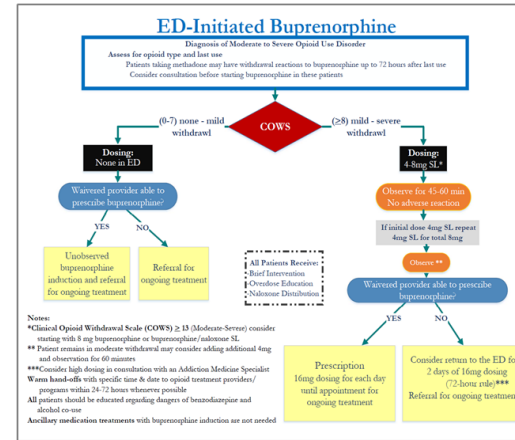 ED-Initiated Buprenorphine
Diagnosis of Moderate to Severe Opioid Use Disorder
Assess for opioid type and last use
Patients taking methadone may have withdrawal reactions to buprenorphine up to 72 hours after last use
Consider consultation before starting buprenorphine in these patients
(0-7) none - mild
withdrawl
COWS
(≥8) mild - severe
withdrawal
Dosing:
None in ED
Dosing:
4-8mg SL*
Waivered provider able to
prescribe buprenorphine?
Observe for 45-60 min
No adverse reaction
YES
NO
If initial dose 4mg SL repeat
4mg SL for total 8mg
Unobserved
buprenorphine
induction and referral
for ongoing treatment
Referral for
ongoing treatment
All Patients Receive:
-Brief Intervention
-Overdose Education
-Naloxone Distribution
Observe **
Waivered provider able to prescribe
buprenorphine?
YES
NO
Notes:
*Clinical Opioid Withdrawal Scale (COWS) ≥ 13 (Moderate-Severe) consider
starting with 8 mg buprenorphine or buprenorphine/naloxone SL
** Patient remains in moderate withdrawal may consider adding additional 4mg
and observation for 60 minutes
***Consider high dosing in consultation with an Addiction Medicine Specialist
Warm hand-offs with specific time & date to opioid treatment providers/
programs within 24-72 hours whenever possible
All patients should be educated regarding dangers of benzodiazepine and
alcohol co-use
Ancillary medication treatments with buprenorphine induction are not needed
Prescription
16mg dosing for each day
until appointment for
ongoing treatment
Consider return to the ED for
2 days of 16mg dosing
(72-hour rule)***
Referral for ongoing treatment